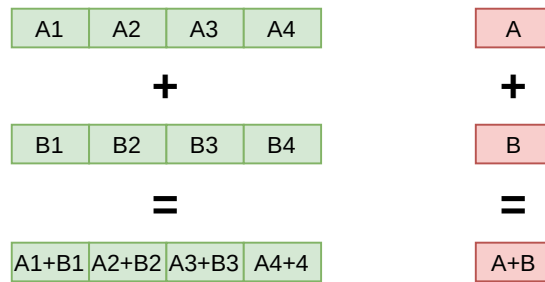 A1 A2 A3 A4 A
+ +
B1 B2 B3 B4 B
= =
A1+B1 A2+B2 A3+B3 A4+4 A+B